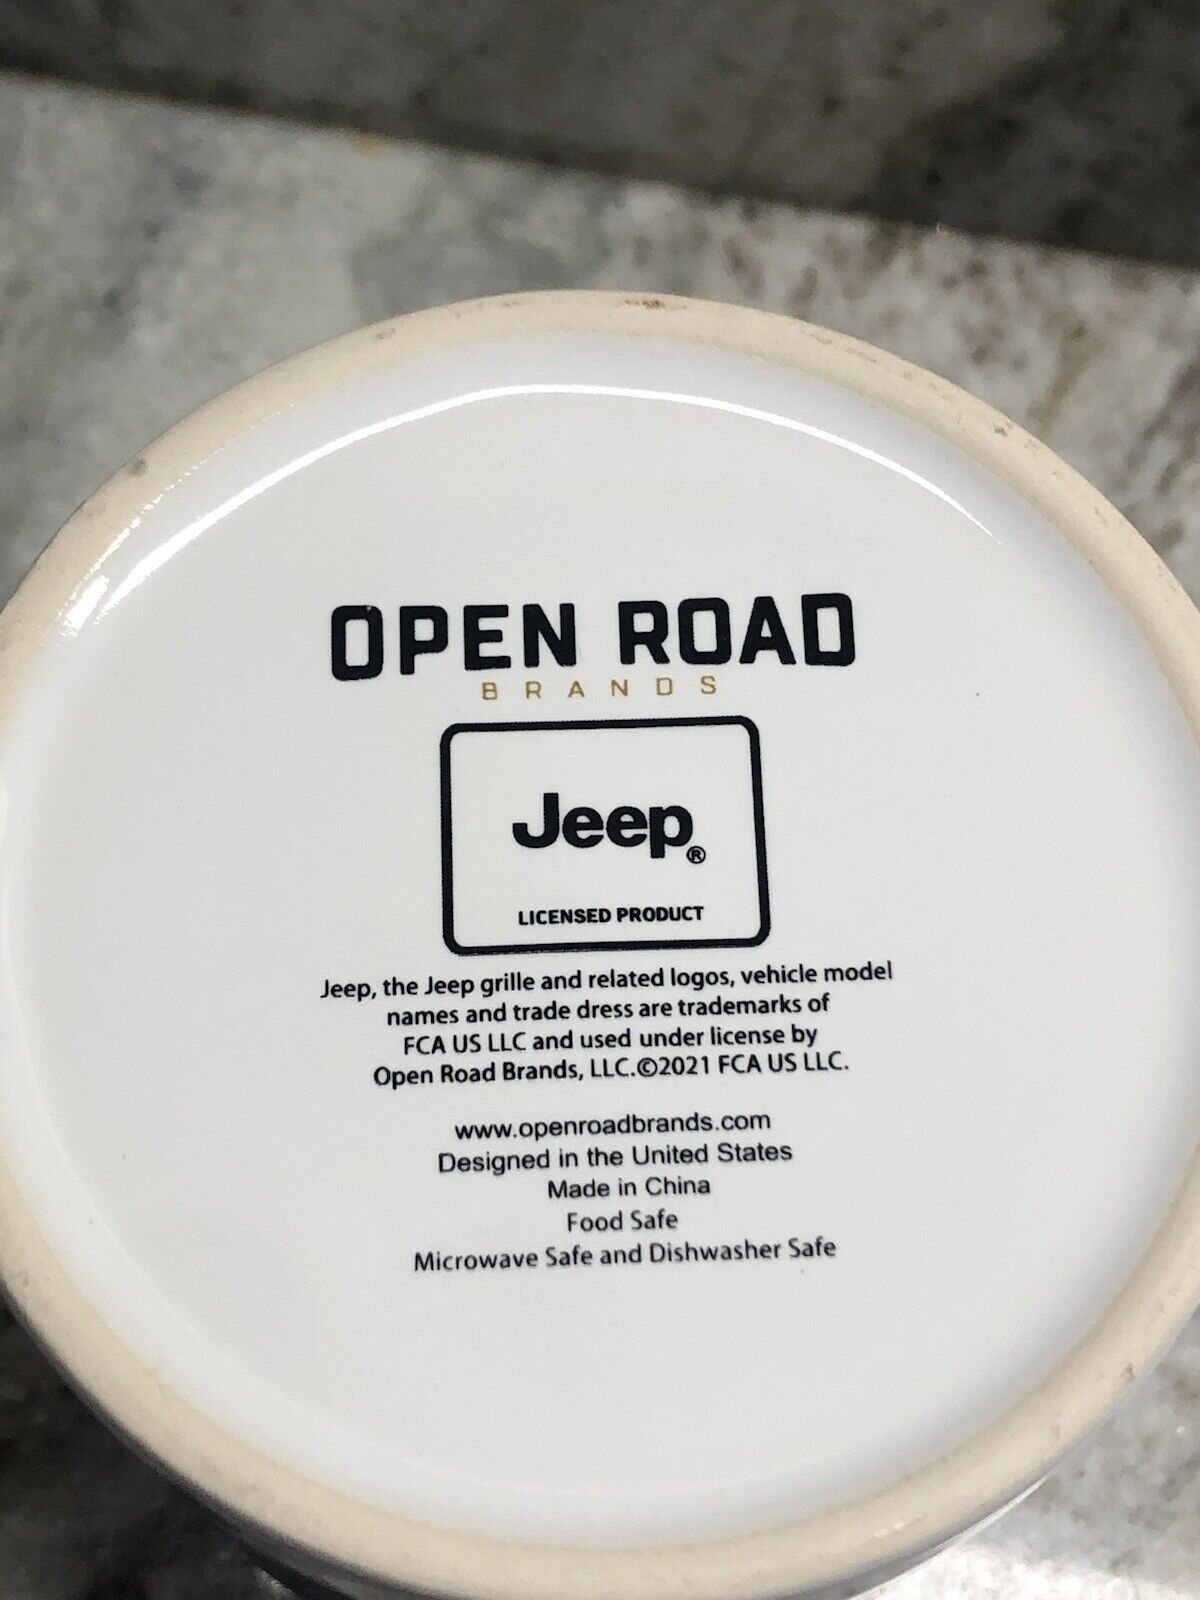 OPEN ROAD
BRANDS
Jeep®
LICENSED PRODUCT
Jeep, the Jeep grille and related logos, vehicle model
names and trade dress are trademarks of
FCA US LLC and used under license by
Open Road Brands, LLC.©2021 FCA US LLC.
www.openroadbrands.com
Designed in the United States
Made in China
Food Safe
Microwave Safe and Dishwasher Safe